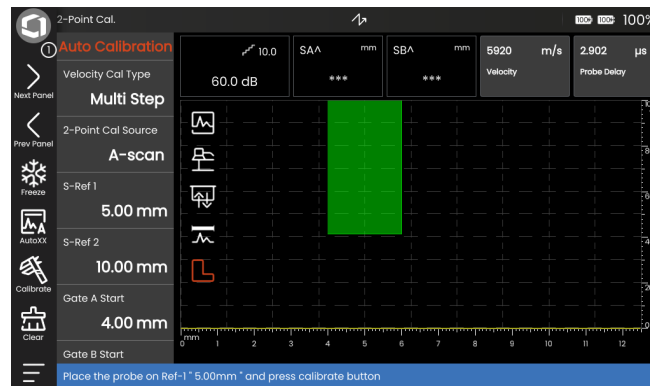 2-Point Cal.
100% 100% 100%
1
Auto Calibration
10.0
60.0 dB
SA^ mm
***
SB^ mm
***
5920 m/s
Velocity
2.902 µs
Probe Delay
Next Panel
Velocity Cal Type
Multi Step
Prev Panel
2-Point Cal Source
A-scan
Freeze
S-Ref 1
5.00 mm
AutoXX
S-Ref 2
10.00 mm
Calibrate
Gate A Start
4.00 mm
Clear
Gate B Start
mm
0 1 2 3 4 5 6 7 8 9 10 11 12
Place the probe on Ref-1 " 5.00mm " and press calibrate button